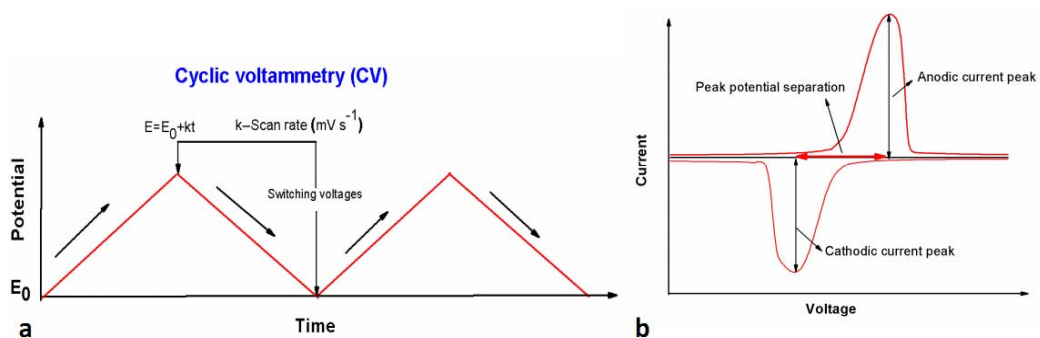 Cyclic voltammetry (CV)
E=E₀+kt
k–Scan rate (mV s⁻¹)
Switching voltages
Potential
E₀
Time
a
Peak potential separation
Anodic current peak
Cathodic current peak
Current
Voltage
b